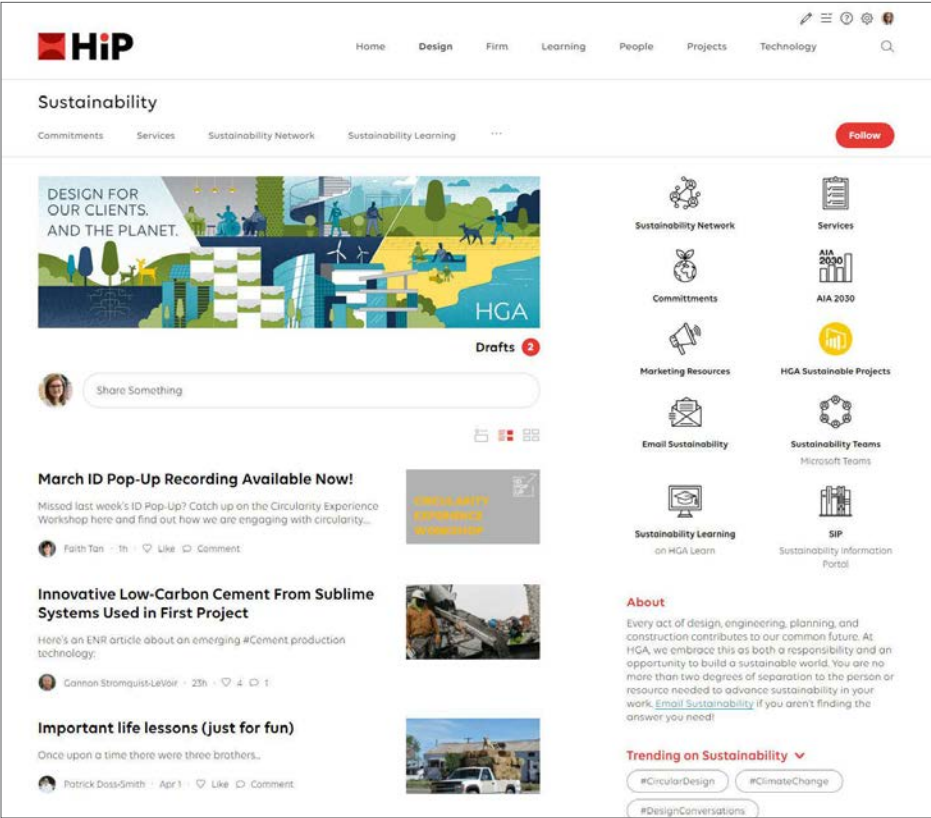 HiP
Home Design Firm Learning People Projects Technology
Sustainability
Commitments Services Sustainability Network Sustainability Learning ...
Follow
DESIGN FOR
OUR CLIENTS.
AND THE PLANET.
HGA
Drafts 2
Share Something
March ID Pop-Up Recording Available Now!
Missed last week's ID Pop-Up? Catch up on the Circularity Experience
Workshop here and find out how we are engaging with circularity...
Faith Tan · 1h · Like Comment
CIRCULARITY
EXPERIENCE
WORKSHOP
Innovative Low-Carbon Cement From Sublime
Systems Used in First Project
Here's an ENR article about an emerging #Cement production
technology:
Gannon Stromquist-LeVoir · 23h · 4 1
Important life lessons (just for fun)
Once upon a time there were three brothers...
Patrick Doss-Smith · Apr 1 · Like Comment
Sustainability Network
Services
Committments
AIA
2030
AIA 2030
Marketing Resources
HGA Sustainable Projects
Email Sustainability
Sustainability Teams
Microsoft Teams
Sustainability Learning
on HGA Learn
SIP
Sustainability Information
Portal
About
Every act of design, engineering, planning, and
construction contributes to our common future. At
HGA, we embrace this as both a responsibility and an
opportunity to build a sustainable world. You are no
more than two degrees of separation to the person or
resource needed to advance sustainability in your
work. Email Sustainability if you aren't finding the
answer you need!
Trending on Sustainability
#CircularDesign #ClimateChange
#DesignConversations